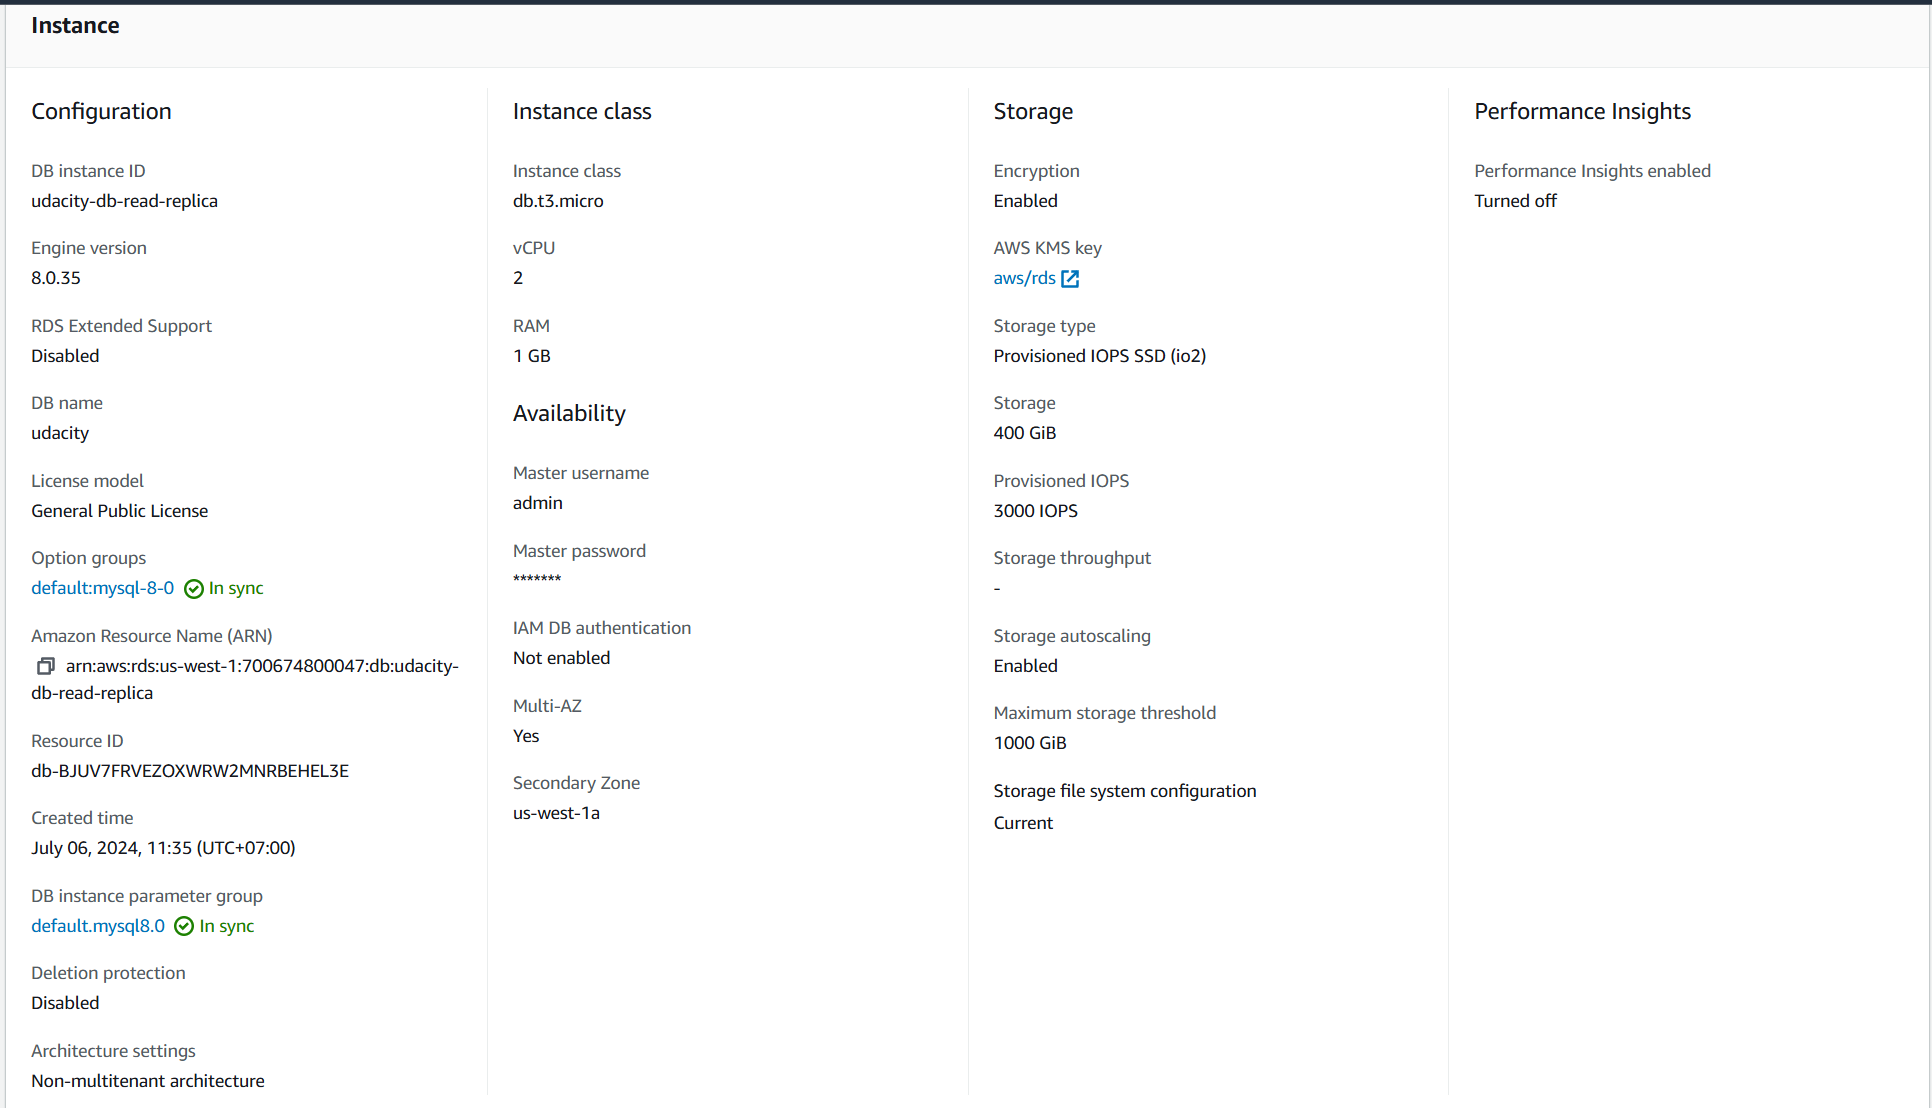 Instance
Configuration
DB instance ID
udacity-db-read-replica
Engine version
8.0.35
RDS Extended Support
Disabled
DB name
udacity
License model
General Public License
Option groups
default:mysql-8-0 In sync
Amazon Resource Name (ARN)
arn:aws:rds:us-west-1:700674800047:db:udacity-
db-read-replica
Resource ID
db-BJUV7FRVEZOXWRW2MNRBEHEL3E
Created time
July 06, 2024, 11:35 (UTC+07:00)
DB instance parameter group
default.mysql8.0 In sync
Deletion protection
Disabled
Architecture settings
Non-multitenant architecture
Instance class
Instance class
db.t3.micro
vCPU
2
RAM
1 GB
Availability
Master username
admin
Master password
*******
IAM DB authentication
Not enabled
Multi-AZ
Yes
Secondary Zone
us-west-1a
Storage
Encryption
Enabled
AWS KMS key
aws/rds
Storage type
Provisioned IOPS SSD (io2)
Storage
400 GiB
Provisioned IOPS
3000 IOPS
Storage throughput
-
Storage autoscaling
Enabled
Maximum storage threshold
1000 GiB
Storage file system configuration
Current
Performance Insights
Performance Insights enabled
Turned off